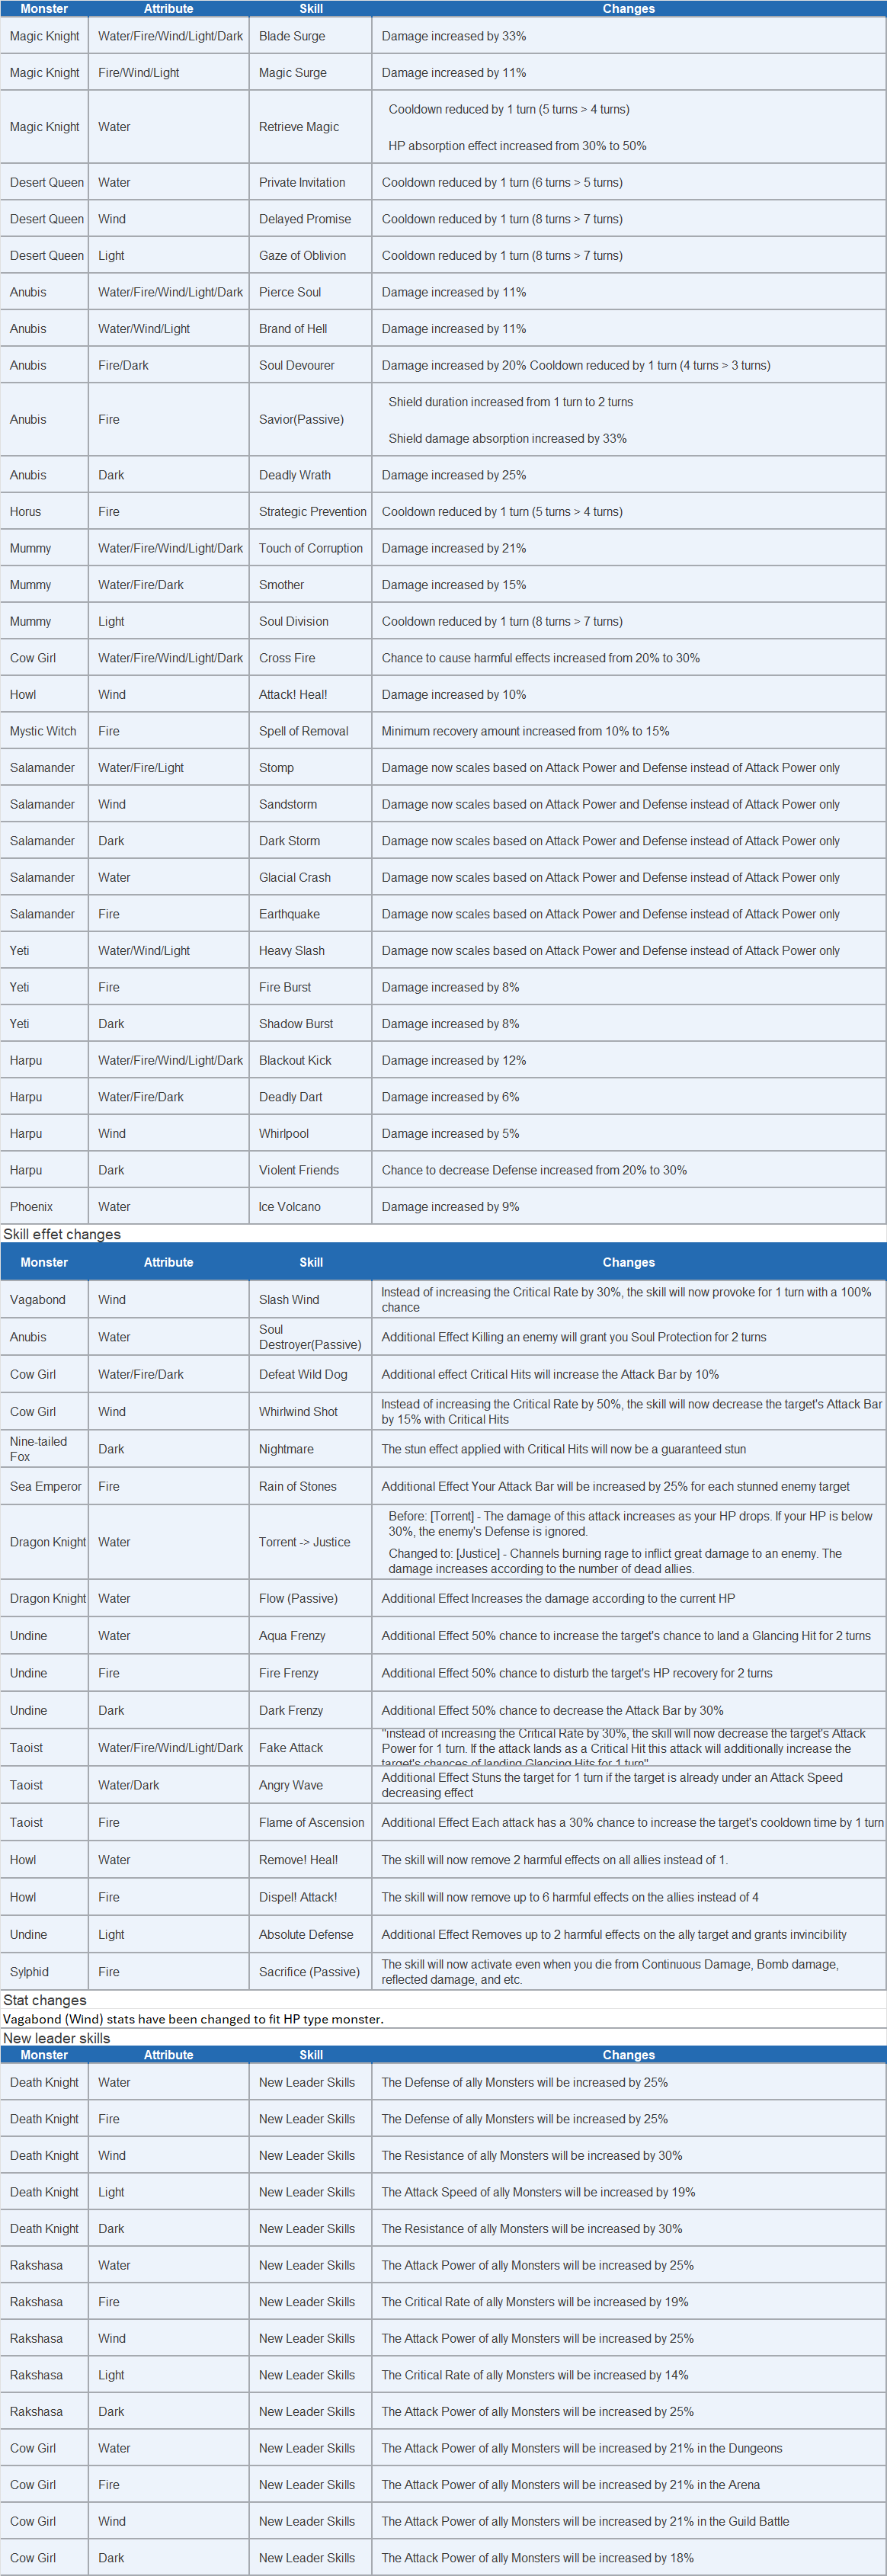 Monster Attribute Skill Changes
Magic Knight Water/Fire/Wind/Light/Dark Blade Surge Damage increased by 33%
Magic Knight Fire/Wind/Light Magic Surge Damage increased by 11%
Magic Knight Water Retrieve Magic Cooldown reduced by 1 turn (5 turns > 4 turns)
HP absorption effect increased from 30% to 50%
Desert Queen Water Private Invitation Cooldown reduced by 1 turn (6 turns > 5 turns)
Desert Queen Wind Delayed Promise Cooldown reduced by 1 turn (8 turns > 7 turns)
Desert Queen Light Gaze of Oblivion Cooldown reduced by 1 turn (8 turns > 7 turns)
Anubis Water/Fire/Wind/Light/Dark Pierce Soul Damage increased by 11%
Anubis Water/Wind/Light Brand of Hell Damage increased by 11%
Anubis Fire/Dark Soul Devourer Damage increased by 20% Cooldown reduced by 1 turn (4 turns > 3 turns)
Anubis Fire Savior(Passive) Shield duration increased from 1 turn to 2 turns
Shield damage absorption increased by 33%
Anubis Dark Deadly Wrath Damage increased by 25%
Horus Fire Strategic Prevention Cooldown reduced by 1 turn (5 turns > 4 turns)
Mummy Water/Fire/Wind/Light/Dark Touch of Corruption Damage increased by 21%
Mummy Water/Fire/Dark Smother Damage increased by 15%
Mummy Light Soul Division Cooldown reduced by 1 turn (8 turns > 7 turns)
Cow Girl Water/Fire/Wind/Light/Dark Cross Fire Chance to cause harmful effects increased from 20% to 30%
Howl Wind Attack! Heal! Damage increased by 10%
Mystic Witch Fire Spell of Removal Minimum recovery amount increased from 10% to 15%
Salamander Water/Fire/Light Stomp Damage now scales based on Attack Power and Defense instead of Attack Power only
Salamander Wind Sandstorm Damage now scales based on Attack Power and Defense instead of Attack Power only
Salamander Dark Dark Storm Damage now scales based on Attack Power and Defense instead of Attack Power only
Salamander Water Glacial Crash Damage now scales based on Attack Power and Defense instead of Attack Power only
Salamander Fire Earthquake Damage now scales based on Attack Power and Defense instead of Attack Power only
Yeti Water/Wind/Light Heavy Slash Damage now scales based on Attack Power and Defense instead of Attack Power only
Yeti Fire Fire Burst Damage increased by 8%
Yeti Dark Shadow Burst Damage increased by 8%
Harpu Water/Fire/Wind/Light/Dark Blackout Kick Damage increased by 12%
Harpu Water/Fire/Dark Deadly Dart Damage increased by 6%
Harpu Wind Whirlpool Damage increased by 5%
Harpu Dark Violent Friends Chance to decrease Defense increased from 20% to 30%
Phoenix Water Ice Volcano Damage increased by 9%
Skill effet changes
Monster Attribute Skill Changes
Vagabond Wind Slash Wind Instead of increasing the Critical Rate by 30%, the skill will now provoke for 1 turn with a 100%
chance
Anubis Water Soul
Destroyer(Passive) Additional Effect Killing an enemy will grant you Soul Protection for 2 turns
Cow Girl Water/Fire/Dark Defeat Wild Dog Additional effect Critical Hits will increase the Attack Bar by 10%
Cow Girl Wind Whirlwind Shot Instead of increasing the Critical Rate by 50%, the skill will now decrease the target's Attack Bar
by 15% with Critical Hits
Nine-tailed
Fox Dark Nightmare The stun effect applied with Critical Hits will now be a guaranteed stun
Sea Emperor Fire Rain of Stones Additional Effect Your Attack Bar will be increased by 25% for each stunned enemy target
Dragon Knight Water Torrent -> Justice Before: [Torrent] - The damage of this attack increases as your HP drops. If your HP is below
30%, the enemy's Defense is ignored.
Changed to: [Justice] - Channels burning rage to inflict great damage to an enemy. The
damage increases according to the number of dead allies.
Dragon Knight Water Flow (Passive) Additional Effect Increases the damage according to the current HP
Undine Water Aqua Frenzy Additional Effect 50% chance to increase the target's chance to land a Glancing Hit for 2 turns
Undine Fire Fire Frenzy Additional Effect 50% chance to disturb the target's HP recovery for 2 turns
Undine Dark Dark Frenzy Additional Effect 50% chance to decrease the Attack Bar by 30%
Taoist Water/Fire/Wind/Light/Dark Fake Attack "Instead of increasing the Critical Rate by 30%, the skill will now decrease the target's Attack
Power for 1 turn. If the attack lands as a Critical Hit this attack will additionally increase the
target's chances of landing Glancing Hits for 1 turn"
Taoist Water/Dark Angry Wave Additional Effect Stuns the target for 1 turn if the target is already under an Attack Speed
decreasing effect
Taoist Fire Flame of Ascension Additional Effect Each attack has a 30% chance to increase the target's cooldown time by 1 turn
Howl Water Remove! Heal! The skill will now remove 2 harmful effects on all allies instead of 1.
Howl Fire Dispel! Attack! The skill will now remove up to 6 harmful effects on the allies instead of 4
Undine Light Absolute Defense Additional Effect Removes up to 2 harmful effects on the ally target and grants invincibility
Sylphid Fire Sacrifice (Passive) The skill will now activate even when you die from Continuous Damage, Bomb damage,
reflected damage, and etc.
Stat changes
Vagabond (Wind) stats have been changed to fit HP type monster.
New leader skills
Monster Attribute Skill Changes
Death Knight Water New Leader Skills The Defense of ally Monsters will be increased by 25%
Death Knight Fire New Leader Skills The Defense of ally Monsters will be increased by 25%
Death Knight Wind New Leader Skills The Resistance of ally Monsters will be increased by 30%
Death Knight Light New Leader Skills The Attack Speed of ally Monsters will be increased by 19%
Death Knight Dark New Leader Skills The Resistance of ally Monsters will be increased by 30%
Rakshasa Water New Leader Skills The Attack Power of ally Monsters will be increased by 25%
Rakshasa Fire New Leader Skills The Critical Rate of ally Monsters will be increased by 19%
Rakshasa Wind New Leader Skills The Attack Power of ally Monsters will be increased by 25%
Rakshasa Light New Leader Skills The Critical Rate of ally Monsters will be increased by 14%
Rakshasa Dark New Leader Skills The Attack Power of ally Monsters will be increased by 25%
Cow Girl Water New Leader Skills The Attack Power of ally Monsters will be increased by 21% in the Dungeons
Cow Girl Fire New Leader Skills The Attack Power of ally Monsters will be increased by 21% in the Arena
Cow Girl Wind New Leader Skills The Attack Power of ally Monsters will be increased by 21% in the Guild Battle
Cow Girl Dark New Leader Skills The Attack Power of ally Monsters will be increased by 18%